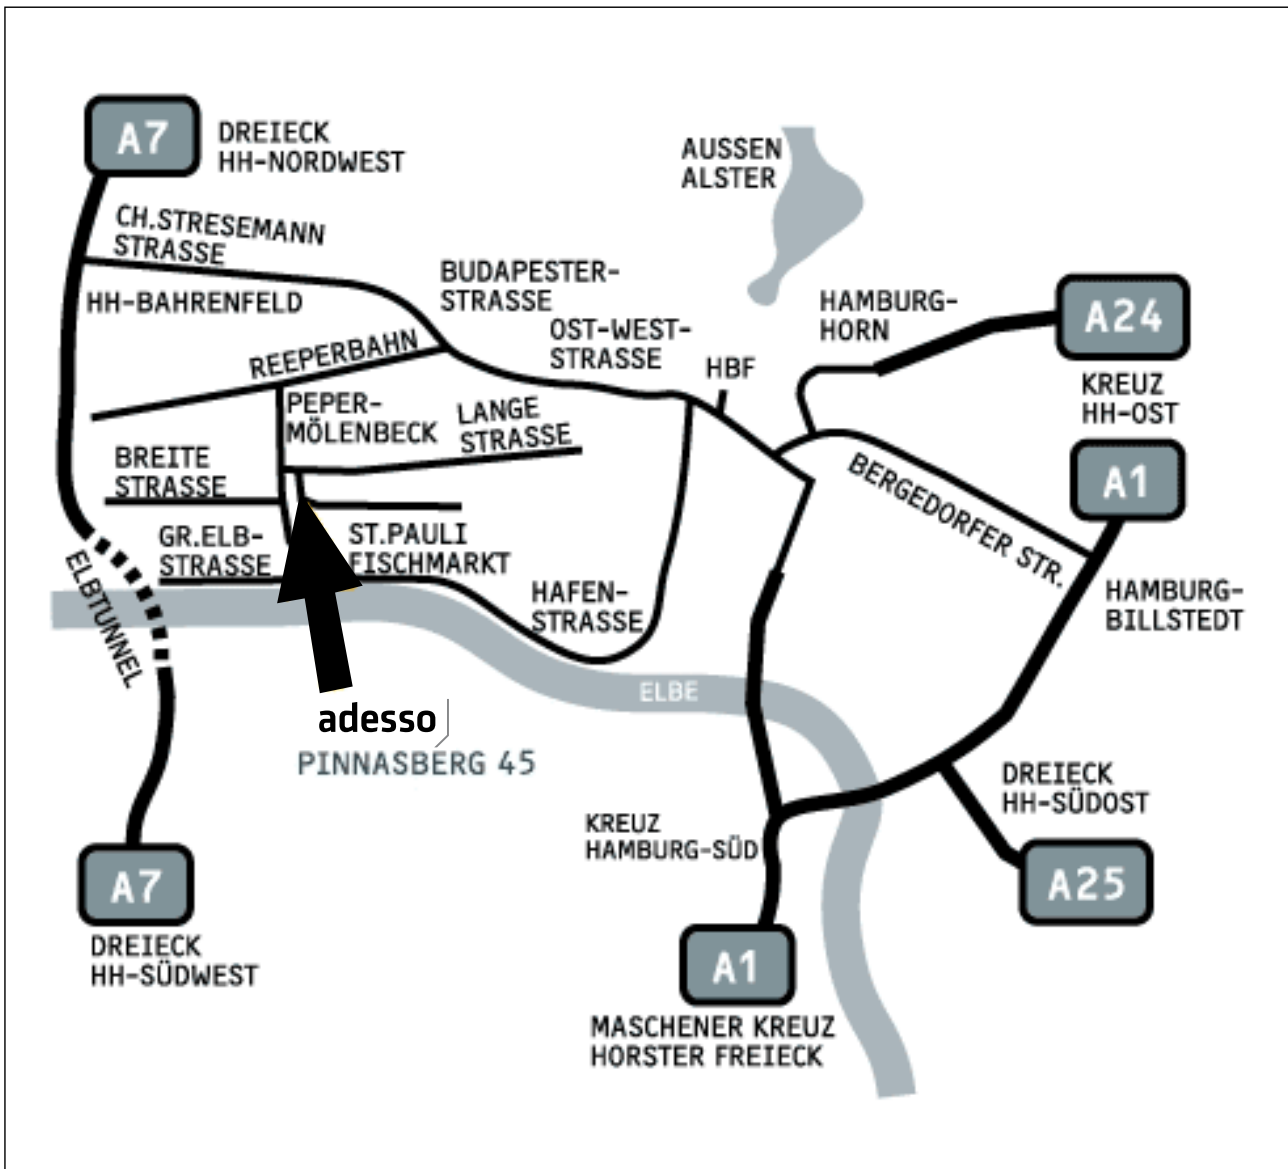 A7
DREIECK
HH-NORDWEST
AUSSEN
ALSTER
CH.STRESEMANN
STRASSE
HH-BAHRENFELD
BUDAPESTER-
STRASSE
OST-WEST-
STRASSE
HAMBURG-
HORN
A24
KREUZ
HH-OST
REEPERBAHN
HBF
PEPER-
MÖLENBECK
LANGE
STRASSE
BREITE
STRASSE
A1
BERGEDORFER STR.
GR.ELB-
STRASSE
ST.PAULI
FISCHMARKT
ELBTUNNEL
HAFEN-
STRASSE
HAMBURG-
BILLSTEDT
ELBE
adesso
PINNASBERG 45
DREIECK
HH-SÜDOST
KREUZ
HAMBURG-SÜD
A7
A25
DREIECK
HH-SÜDWEST
A1
MASCHENER KREUZ
HORSTER FREIECK